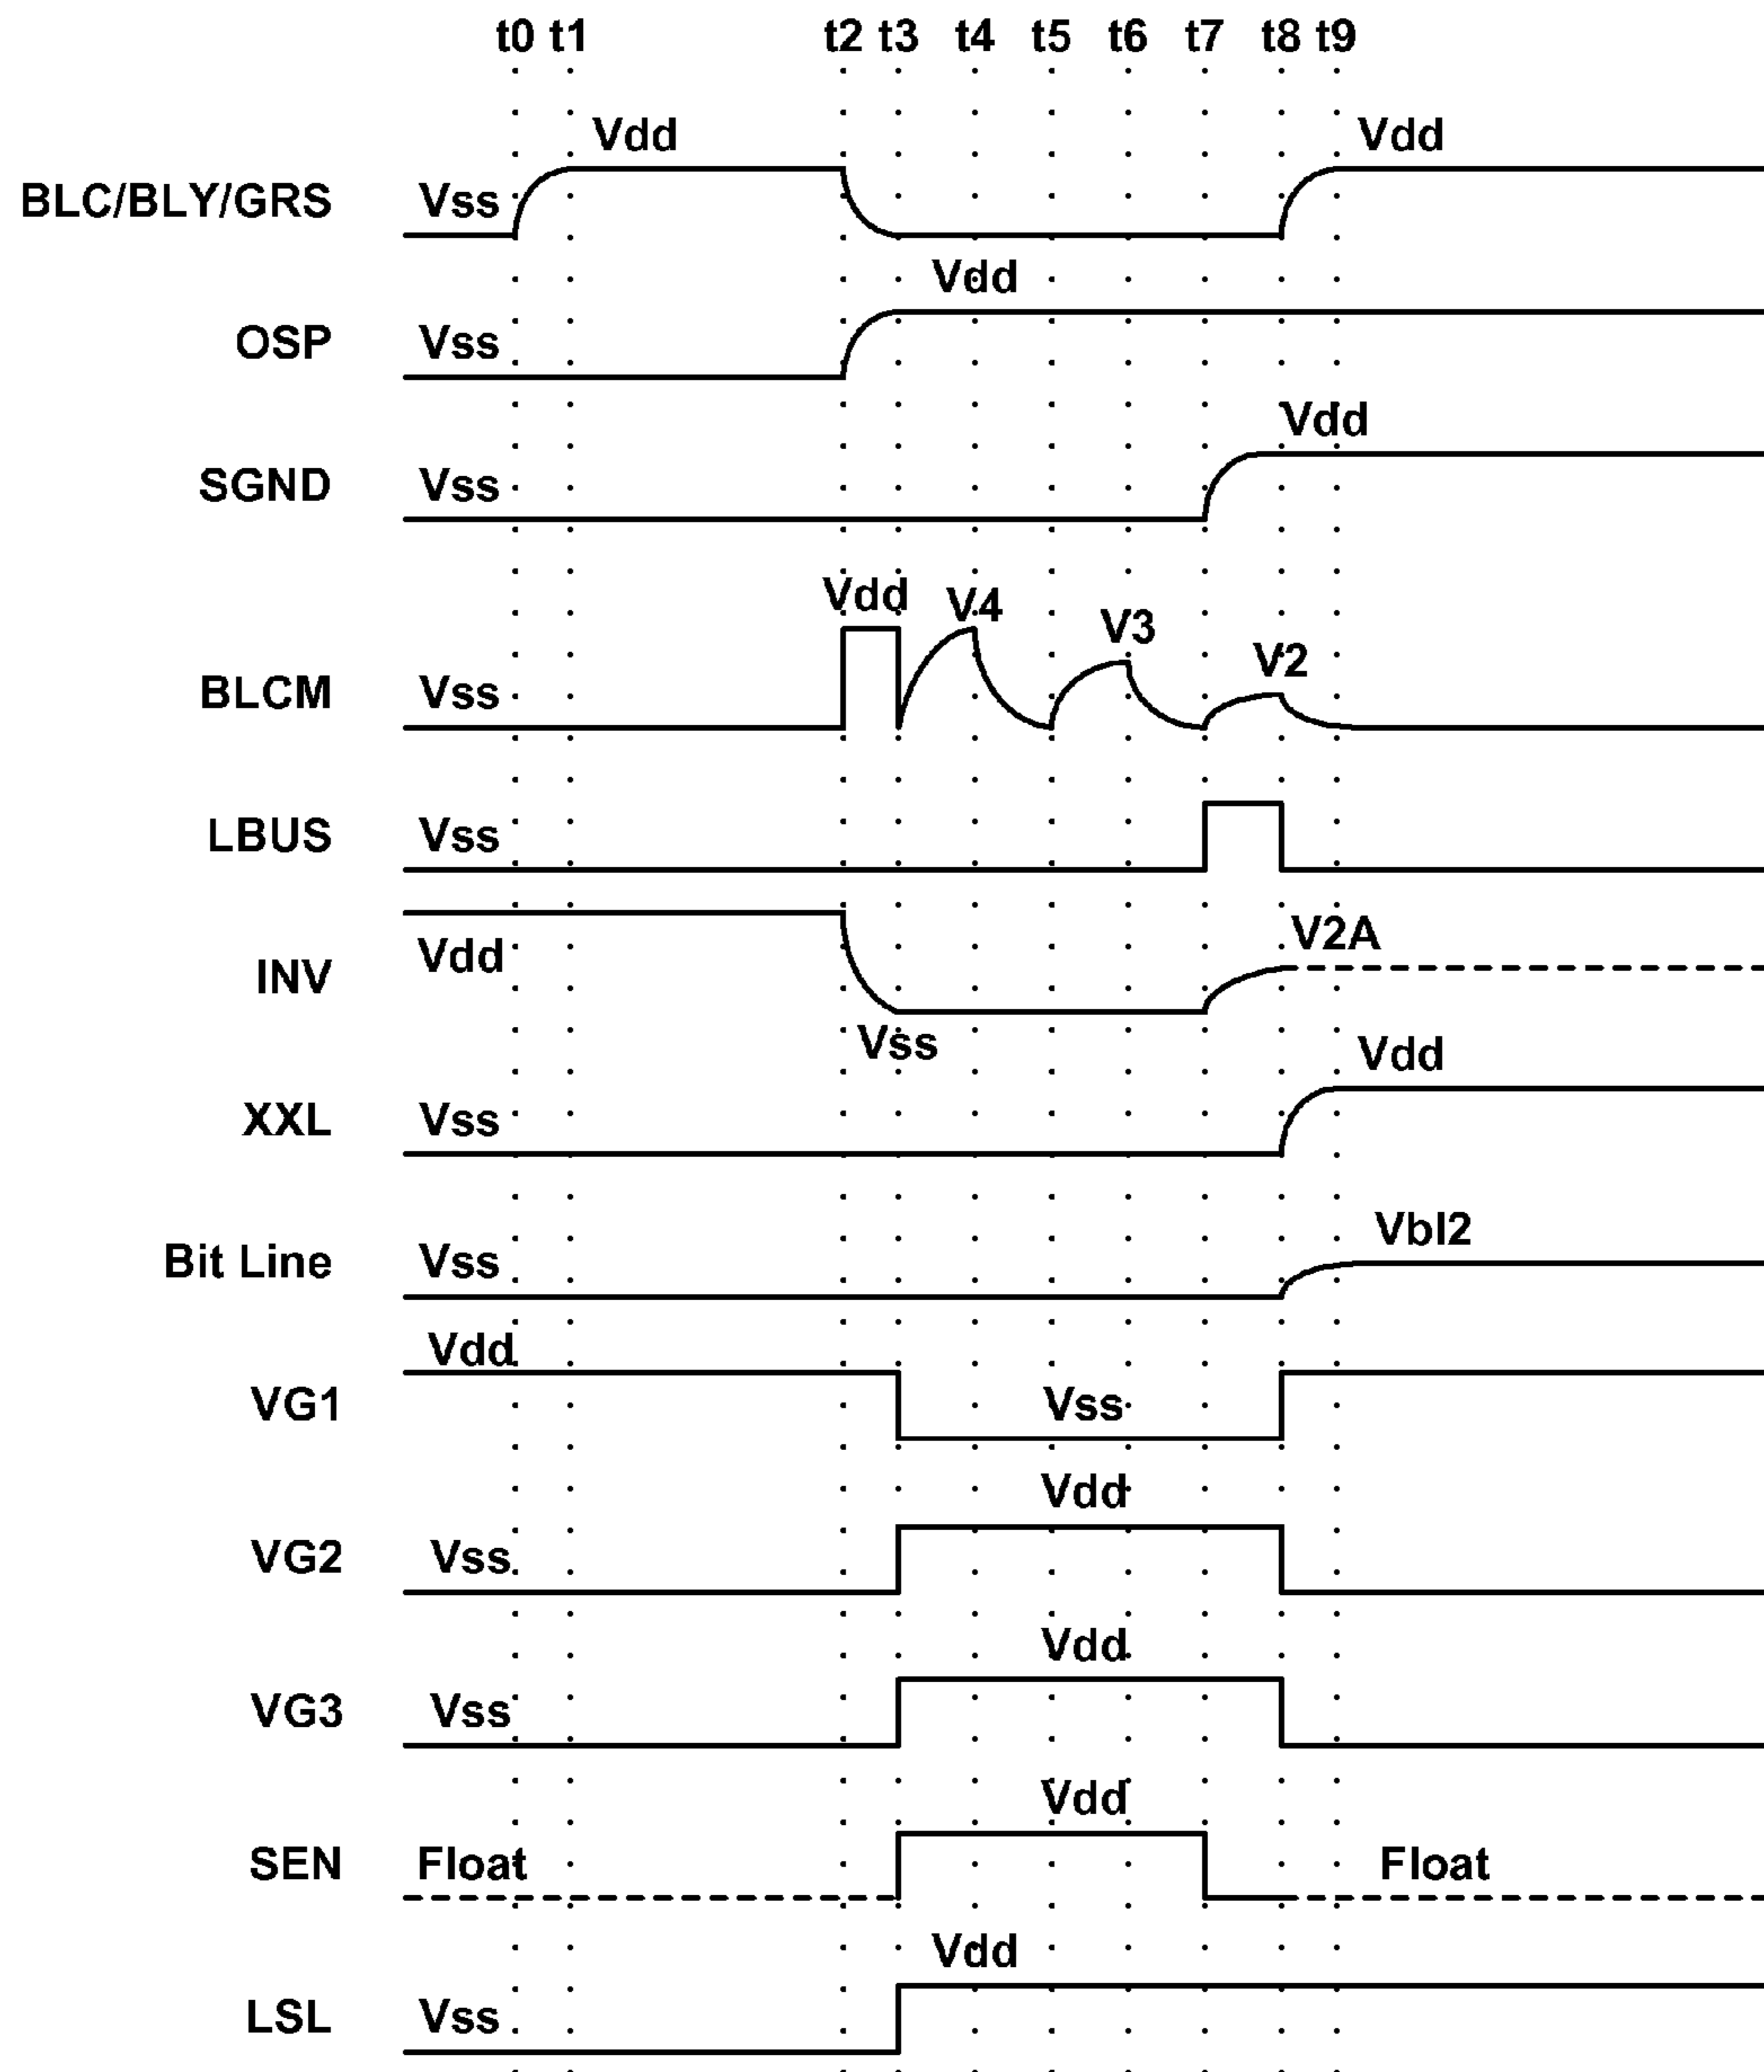 t0 t1 t2 t3 t4 t5 t6 t7 t8 t9
Vdd Vdd
BLC/BLY/GRS Vss
Vdd
OSP Vss
Vdd
SGND Vss
Vdd V4 V3 V2
BLCM Vss
LBUS Vss
V2A
INV Vdd
Vss
Vdd
XXL Vss
Vbl2
Bit Line Vss
Vdd
VG1 Vss
Vdd
VG2 Vss
Vdd
VG3 Vss
Vdd
SEN Float Float
Vdd
LSL Vss